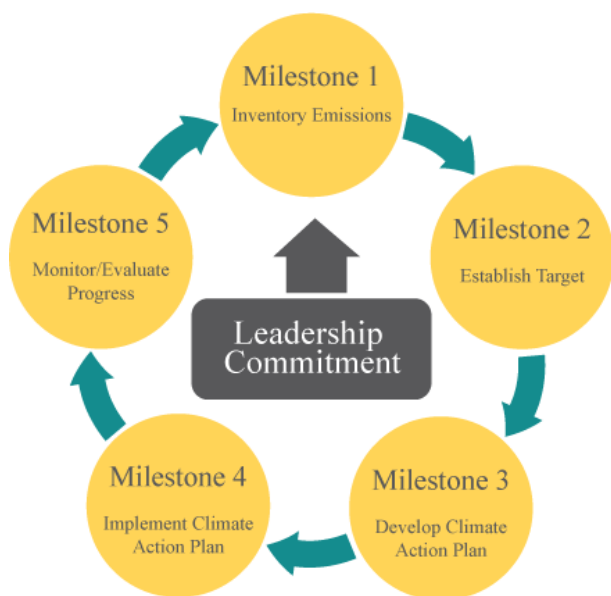 Milestone 1
Inventory Emissions
Milestone 2
Establish Target
Milestone 3
Develop Climate
Action Plan
Milestone 4
Implement Climate
Action Plan
Milestone 5
Monitor/Evaluate
Progress
Leadership
Commitment